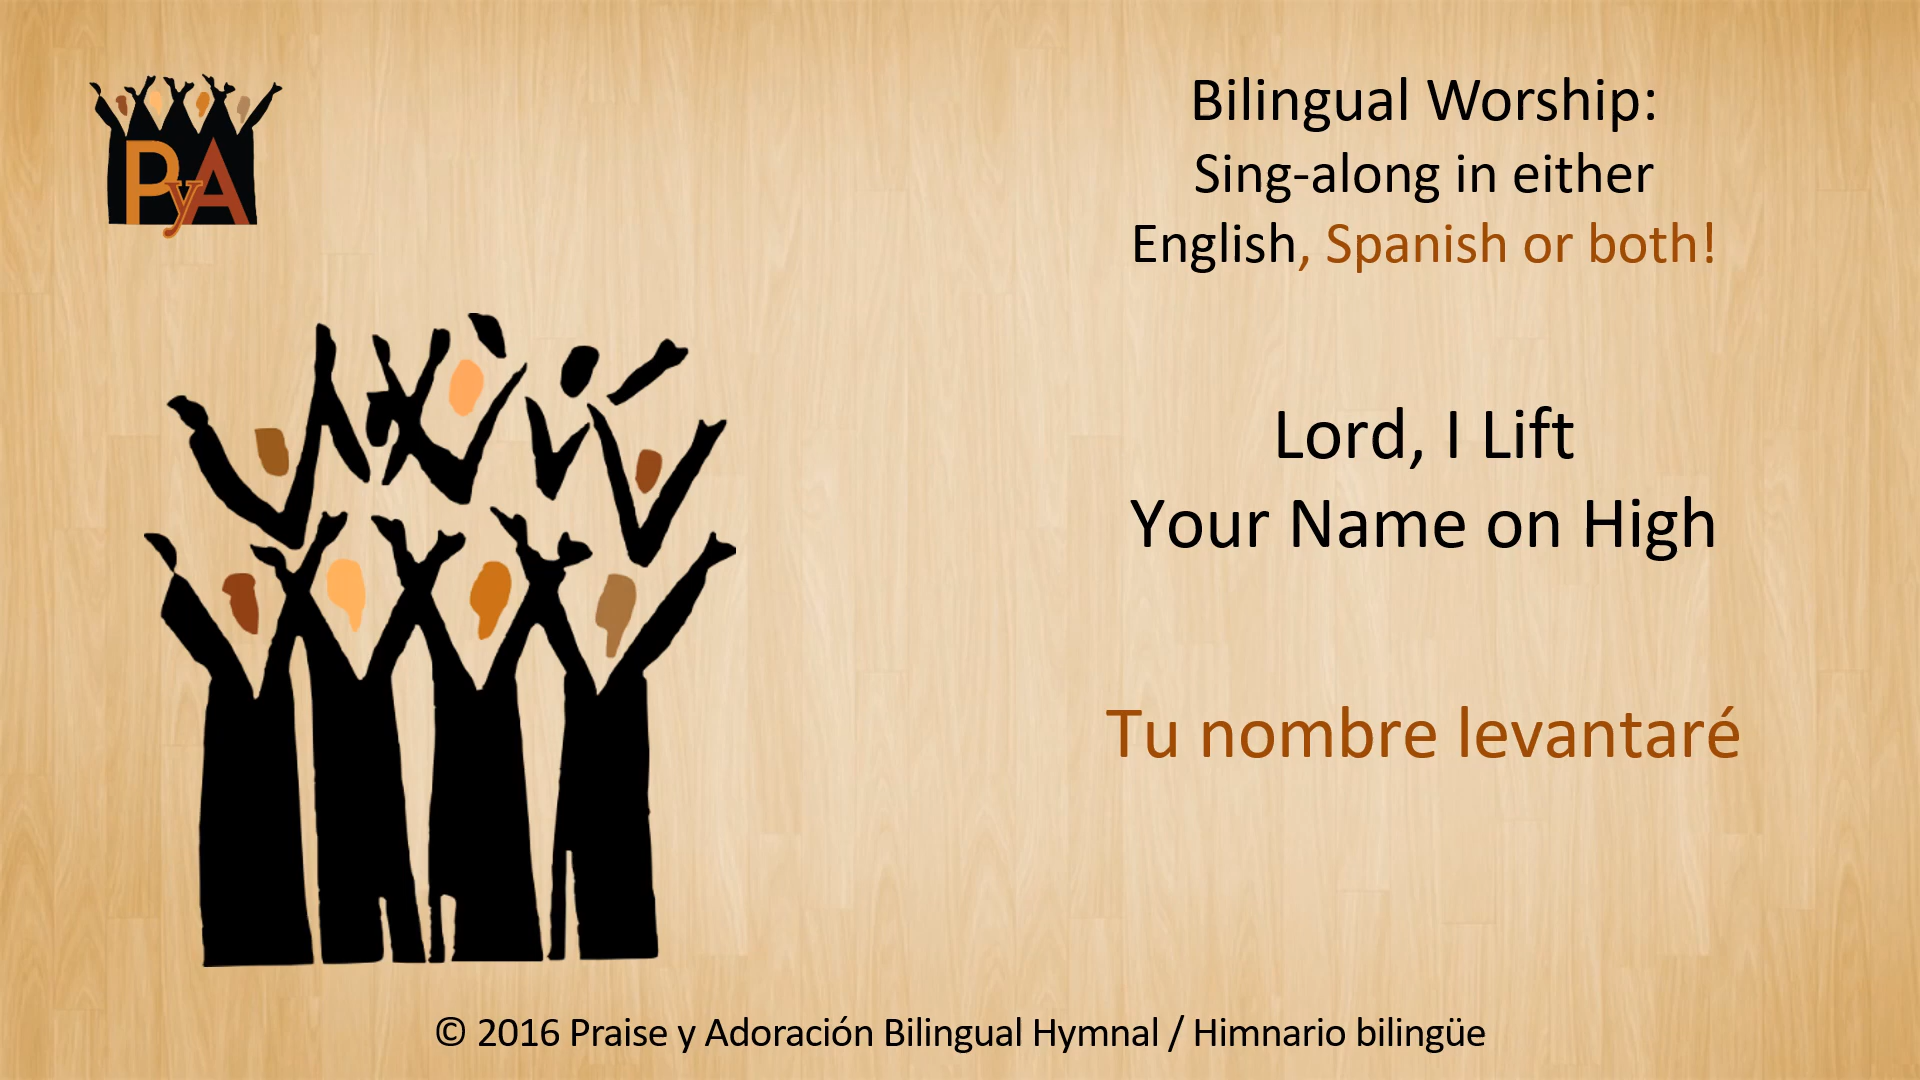 PyA
Bilingual Worship:
Sing-along in either
English, Spanish or both!
Lord, I Lift
Your Name on High
Tu nombre levantaré
© 2016 Praise y Adoración Bilingual Hymnal / Himnario bilingüe